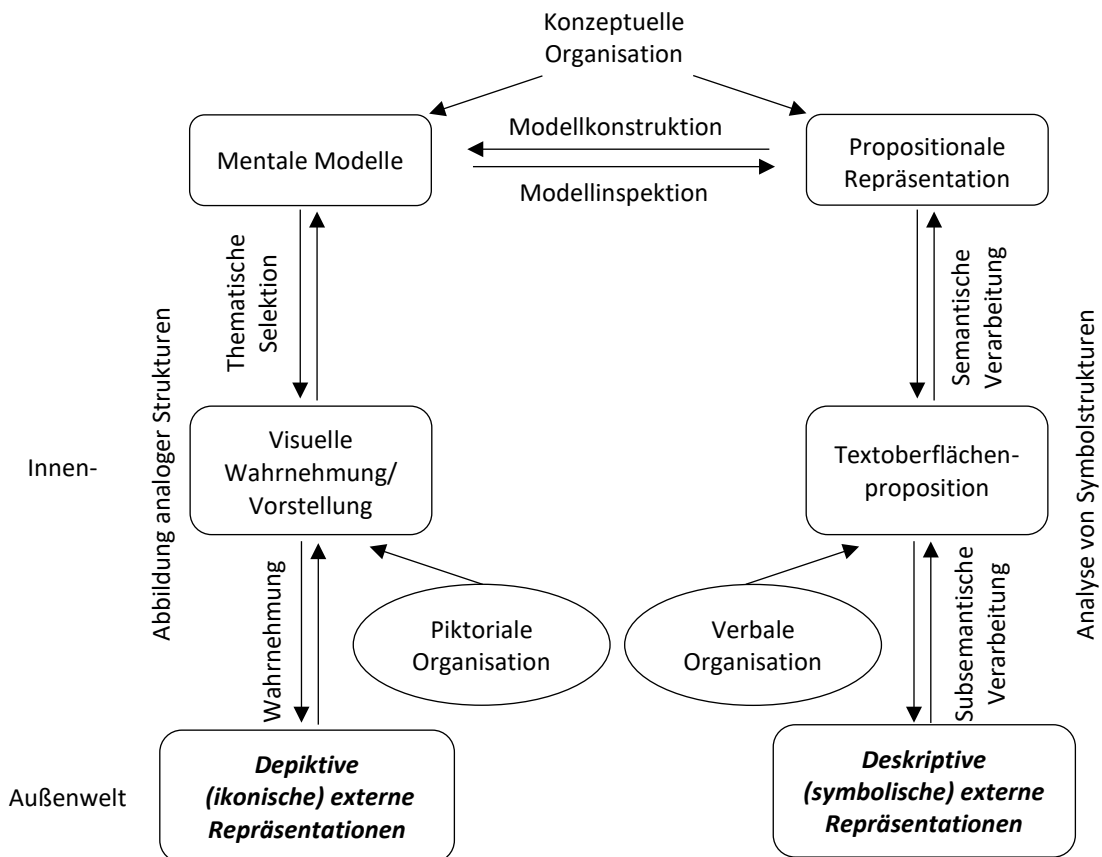 Konzeptuelle
Organisation
Modellkonstruktion
Mentale Modelle
Propositionale
Repräsentation
Modellinspektion
Thematische
Selektion
Semantische
Verarbeitung
Abbildung analoger Strukturen
Analyse von Symbolstrukturen
Innen-
Visuelle
Wahrnehmung/
Vorstellung
Textoberflächen-
proposition
Wahrnehmung
Piktoriale
Organisation
Verbale
Organisation
Subsemantische
Verarbeitung
Außenwelt
Depiktive
(ikonische) externe
Repräsentationen
Deskriptive
(symbolische) externe
Repräsentationen